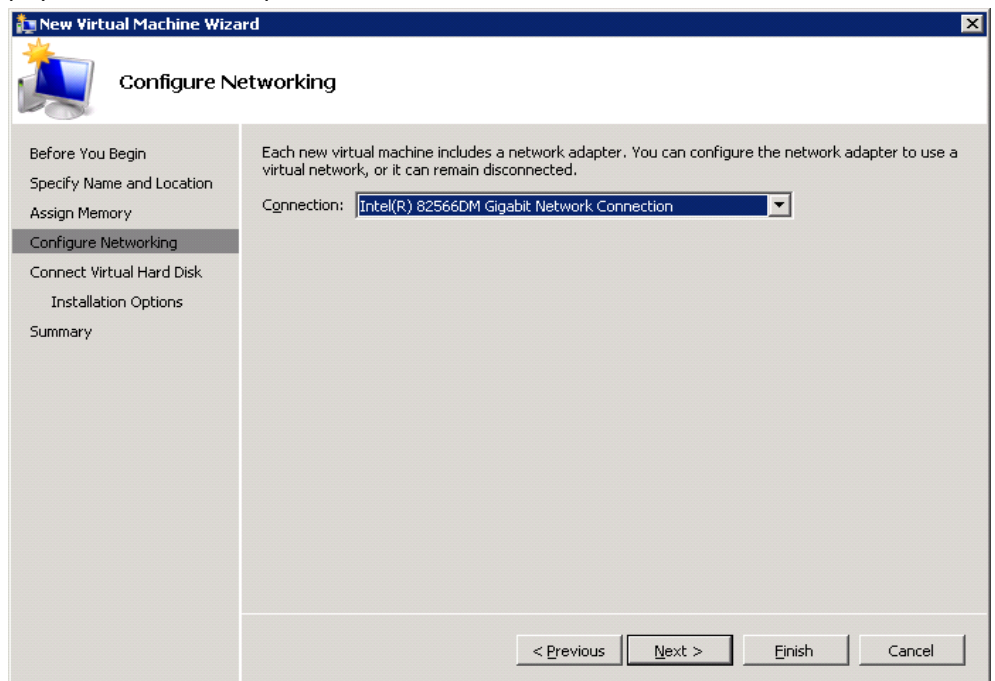 New Virtual Machine Wizard
Configure Networking
Before You Begin
Specify Name and Location
Assign Memory
Configure Networking
Connect Virtual Hard Disk
Installation Options
Summary
Each new virtual machine includes a network adapter. You can configure the network adapter to use a
virtual network, or it can remain disconnected.
Connection: Intel(R) 82566DM Gigabit Network Connection
< Previous Next > Finish Cancel